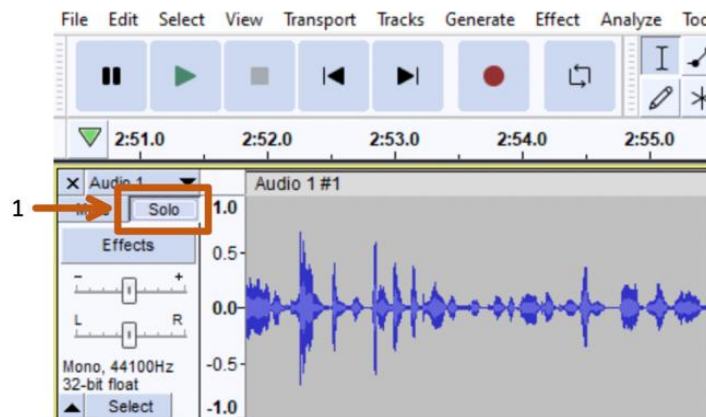 File Edit Select View Transport Tracks Generate Effect Analyze
2:51.0 2:52.0 2:53.0 2:54.0 2:55.0
Audio 1 Audio 1 #1
1 Solo 1.0
Effects
0.5
- +
0.0
L R
-0.5
Mono, 44100Hz
32-bit float
Select -1.0